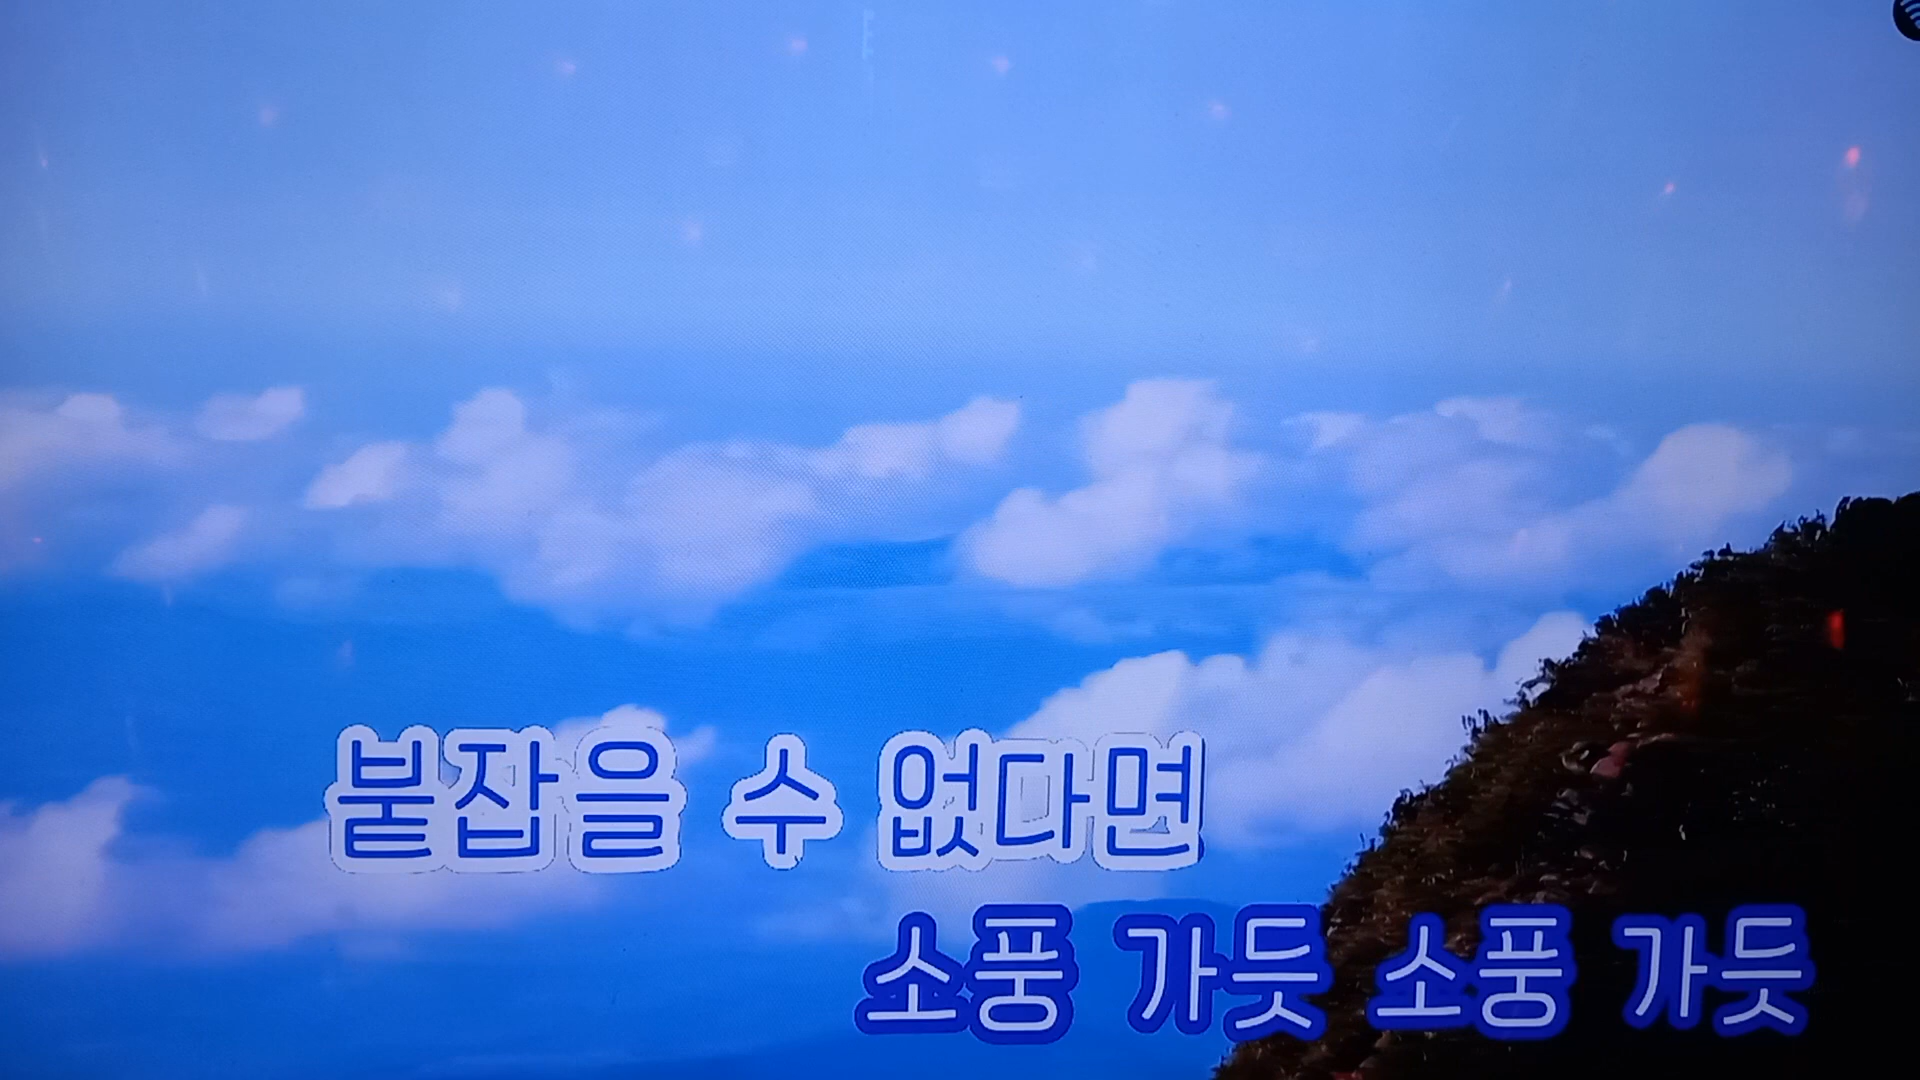 붙잡을 수 없다면
소풍 가듯 소풍 가듯